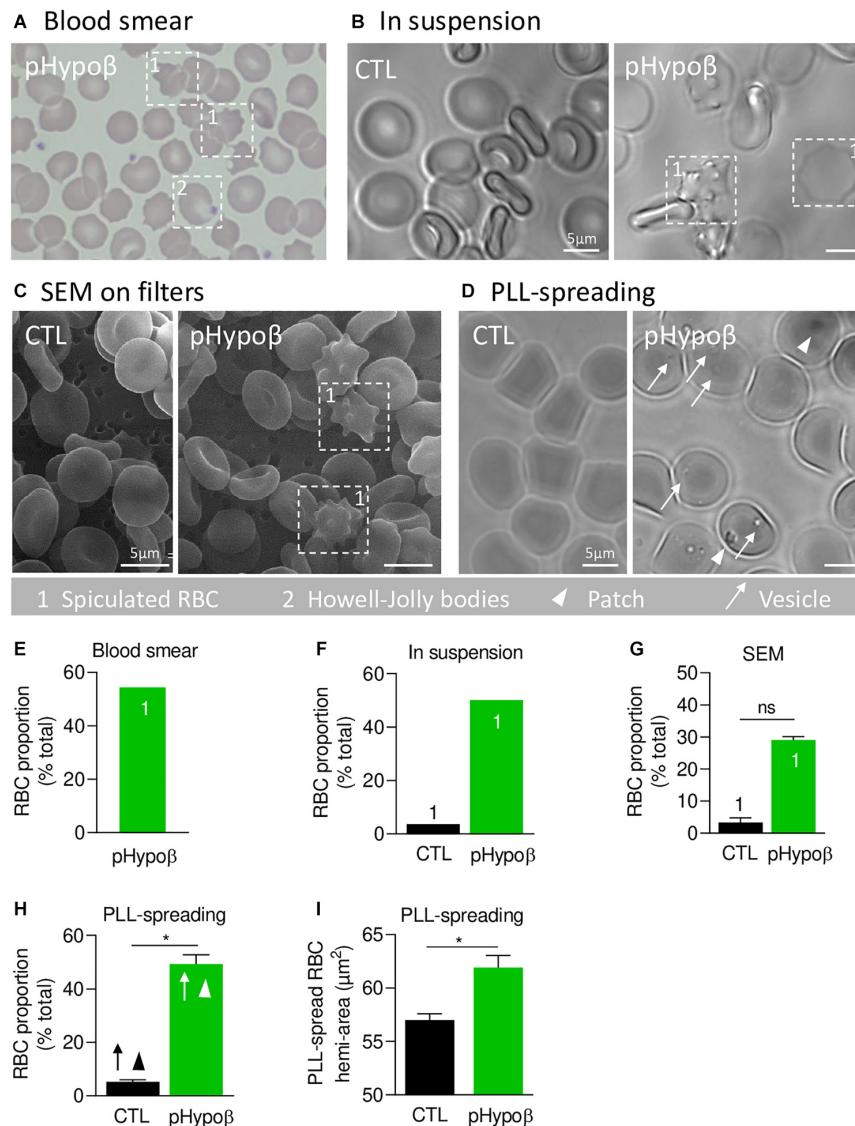 A Blood smear
B In suspension
pHypoβ
1
1
2
CTL
5µm
pHypoβ
1
1
C SEM on filters
D PLL-spreading
CTL
5µm
pHypoβ
1
1
CTL
5µm
pHypoβ
1 Spiculated RBC 2 Howell-Jolly bodies Patch Vesicle
E Blood smear
RBC proportion
(% total)
60
40
20
0
1
pHypoβ
F In suspension
RBC proportion
(% total)
60
40
20
0
1
1
CTL pHypoβ
G SEM
RBC proportion
(% total)
50
40
30
20
10
0
ns
1
1
CTL pHypoβ
H PLL-spreading
RBC proportion
(% total)
60
40
20
0
*
CTL pHypoβ
I PLL-spreading
PLL-spread RBC
hemi-area (µm²)
65
60
55
50
*
CTL pHypoβ